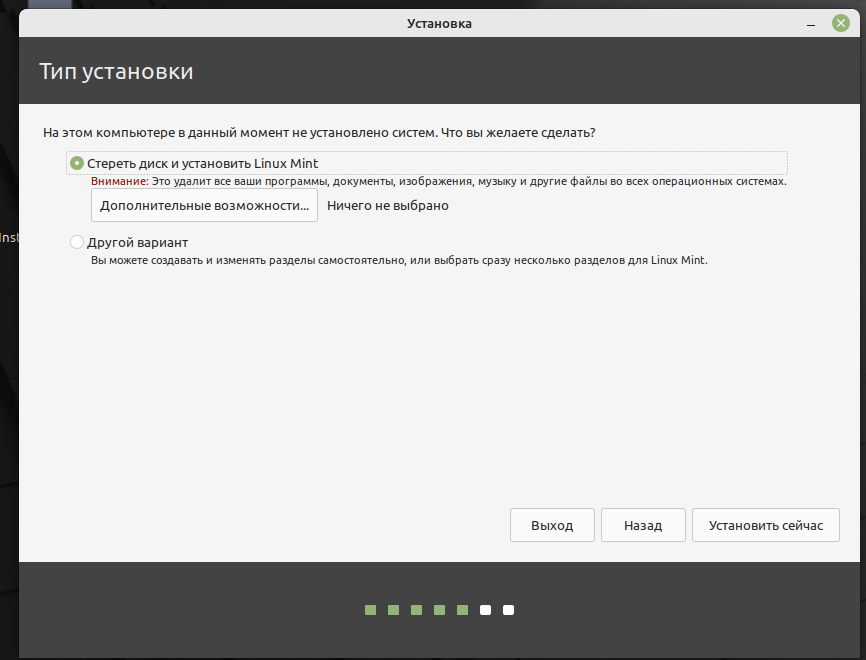 Установка
Тип установки
На этом компьютере в данный момент не установлено систем. Что вы желаете сделать?
Стереть диск и установить Linux Mint
Внимание: Это удалит все ваши программы, документы, изображения, музыку и другие файлы во всех операционных системах.
Дополнительные возможности... Ничего не выбрано
Inst
Другой вариант
Вы можете создавать и изменять разделы самостоятельно, или выбрать сразу несколько разделов для Linux Mint.
Выход Назад Установить сейчас